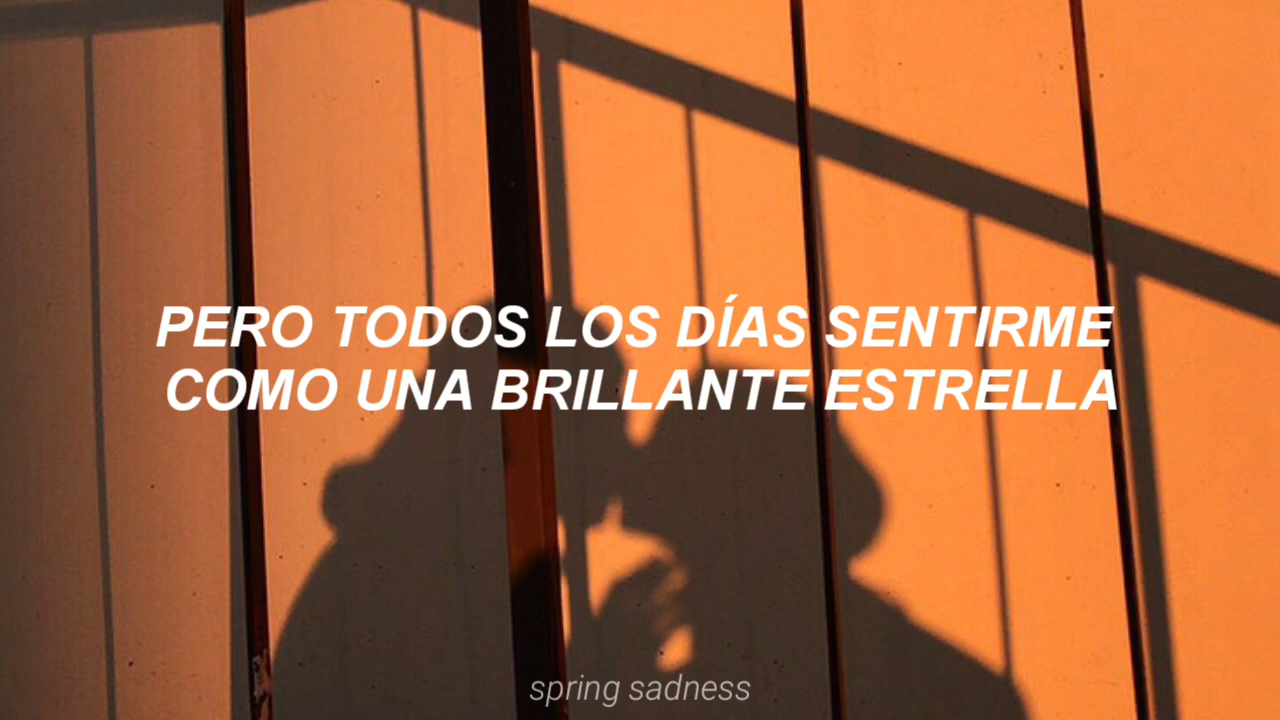 PERO TODOS LOS DÍAS SENTIRME
COMO UNA BRILLANTE ESTRELLA
spring sadness